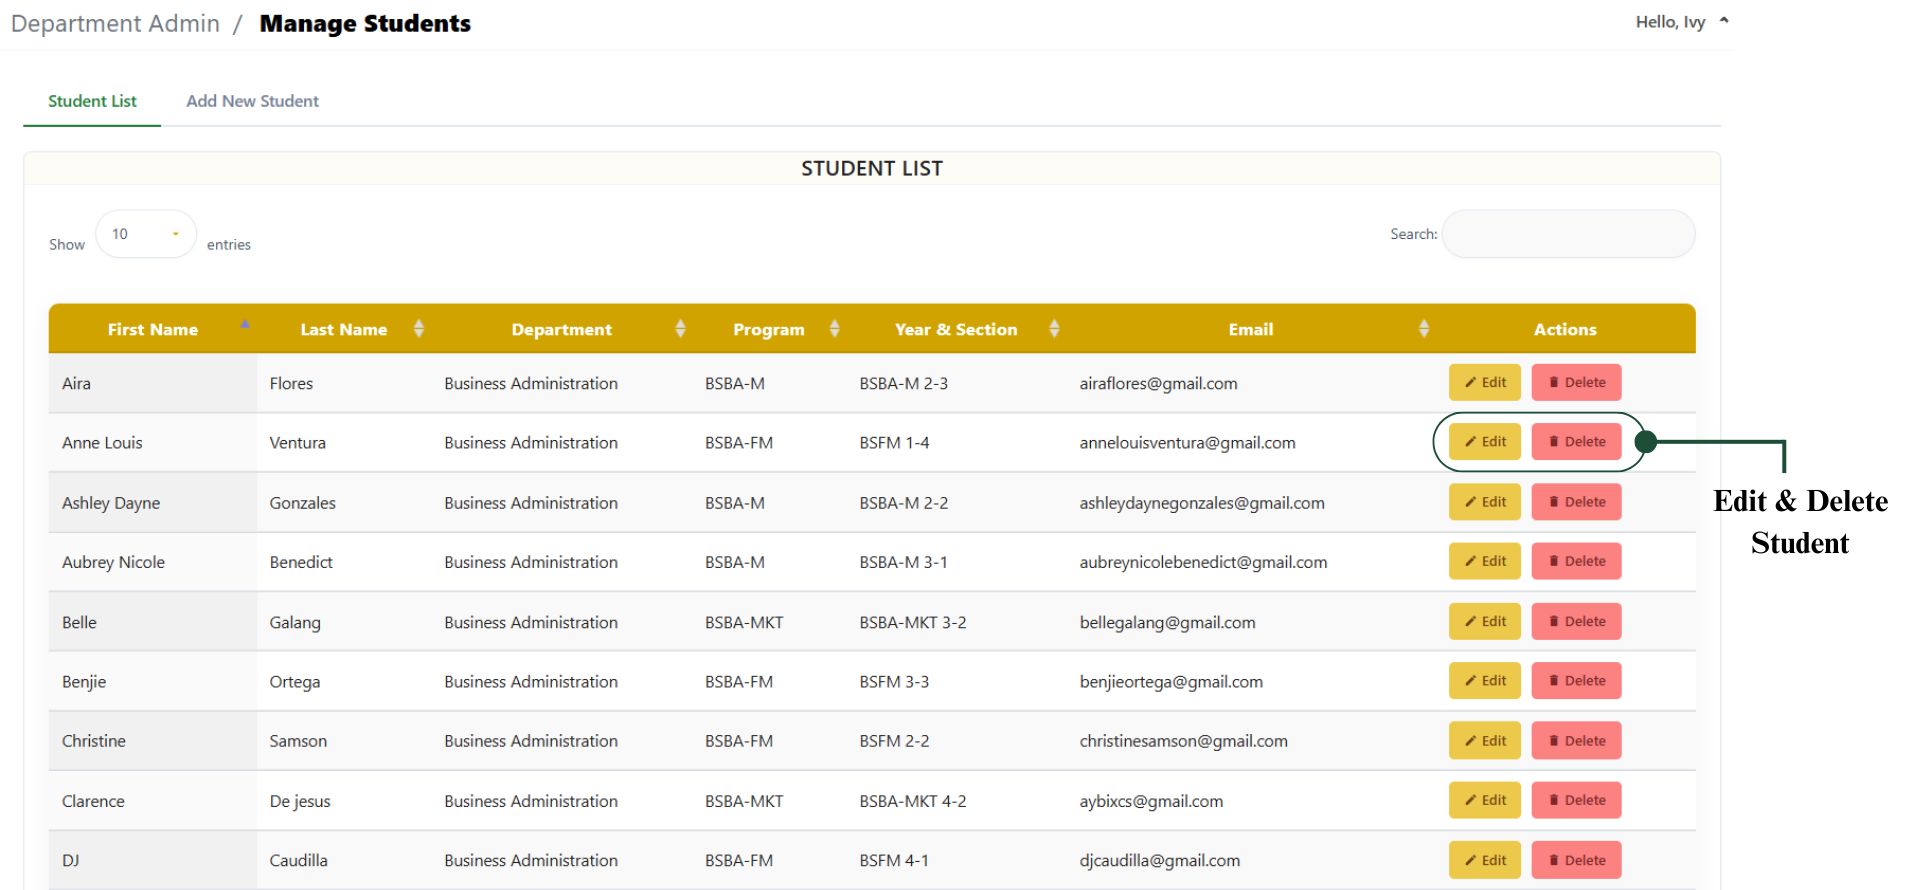 Department Admin / Manage Students
Hello, Ivy
Student List Add New Student
STUDENT LIST
Show 10 entries
Search:
First Name Last Name Department Program Year & Section Email Actions
Aira Flores Business Administration BSBA-M BSBA-M 2-3 airaflores@gmail.com Edit Delete
Anne Louis Ventura Business Administration BSBA-FM BSFM 1-4 annelouisventura@gmail.com Edit Delete
Ashley Dayne Gonzales Business Administration BSBA-M BSBA-M 2-2 ashleydaynegonzales@gmail.com Edit Delete
Edit & Delete
Student
Aubrey Nicole Benedict Business Administration BSBA-M BSBA-M 3-1 aubreynicolebenedict@gmail.com Edit Delete
Belle Galang Business Administration BSBA-MKT BSBA-MKT 3-2 bellegalang@gmail.com Edit Delete
Benjie Ortega Business Administration BSBA-FM BSFM 3-3 benjieortega@gmail.com Edit Delete
Christine Samson Business Administration BSBA-FM BSFM 2-2 christinesamson@gmail.com Edit Delete
Clarence De jesus Business Administration BSBA-MKT BSBA-MKT 4-2 aybixcs@gmail.com Edit Delete
DJ Caudilla Business Administration BSBA-FM BSFM 4-1 djcaudilla@gmail.com Edit Delete